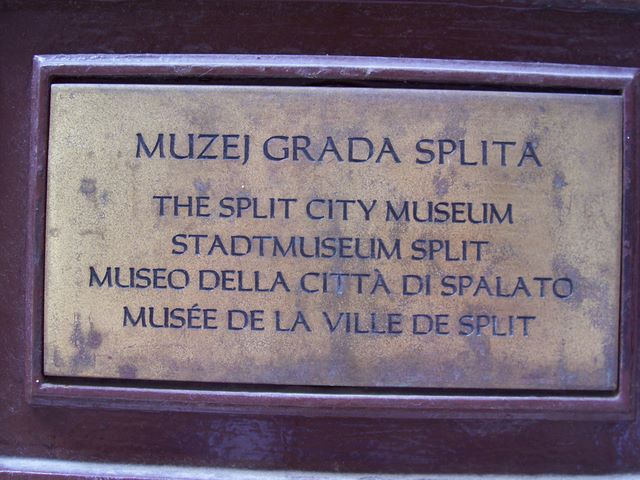 MUZEJ GRADA SPLITA
THE SPLIT CITY MUSEUM
STADTMUSEUM SPLIT
MUSEO DELLA CITTÀ DI SPALATO
MUSÉE DE LA VILLE DE SPLIT